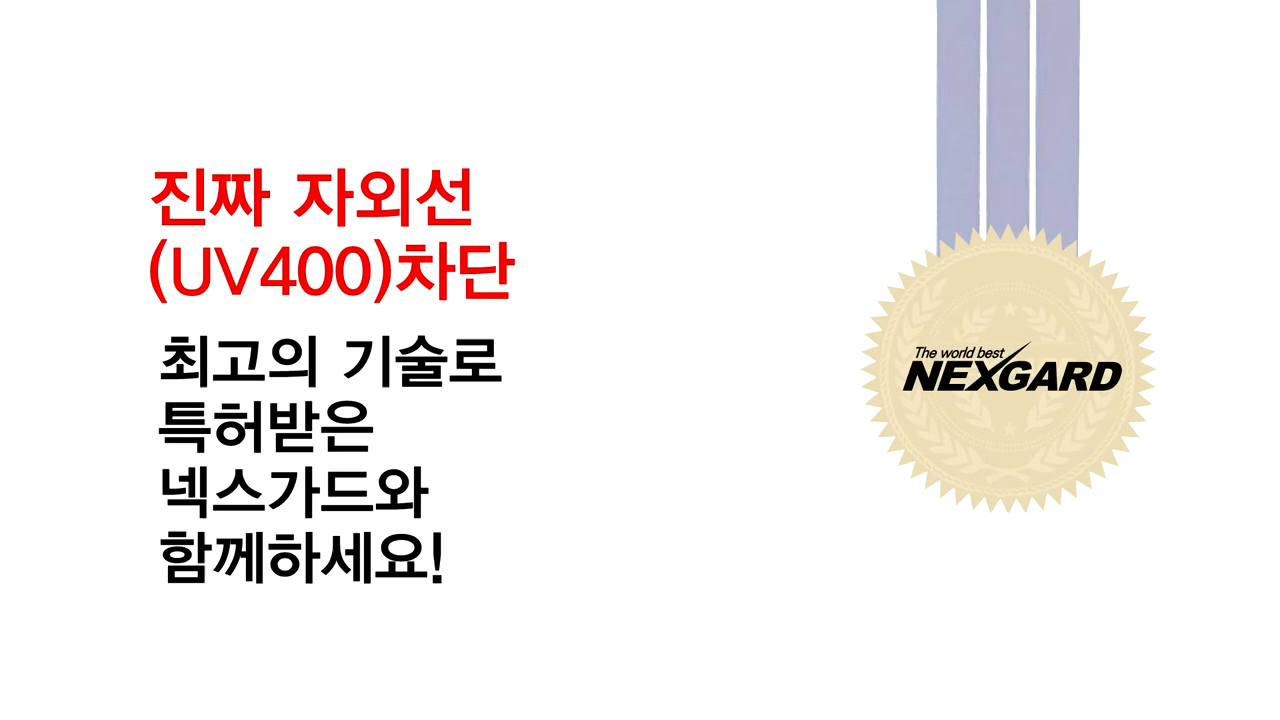 진짜 자외선
(UV400)차단
최고의 기술로
특허받은
넥스가드와
함께하세요!
The world best
NEXGARD